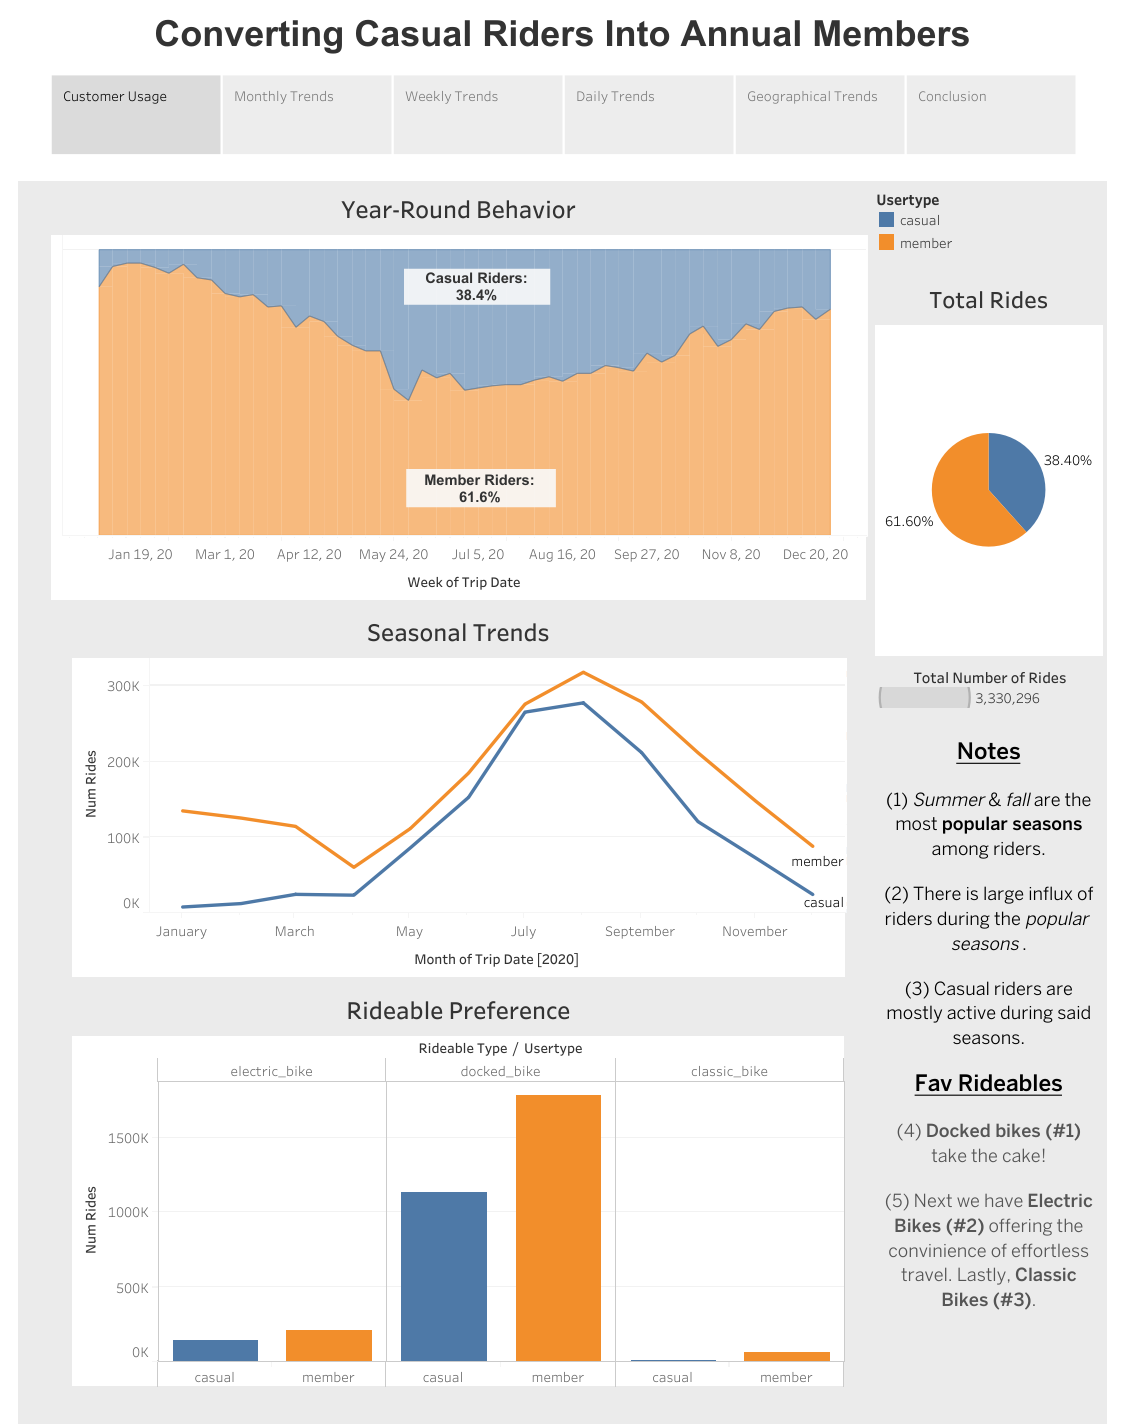 Converting Casual Riders Into Annual Members
Customer Usage
Monthly Trends
Weekly Trends
Daily Trends
Geographical Trends
Conclusion
Year-Round Behavior
Casual Riders:
38.4%
Member Riders:
61.6%
Jan 19, 20
Mar 1, 20
Apr 12, 20
May 24, 20
Jul 5, 20
Aug 16, 20
Sep 27, 20
Nov 8, 20
Dec 20, 20
Week of Trip Date
Usertype
casual
member
Total Rides
38.40%
61.60%
Total Number of Rides
3,330,296
Seasonal Trends
300K
200K
100K
0K
Num Rides
member
casual
January
March
May
July
September
November
Month of Trip Date [2020]
Rideable Preference
Rideable Type / Usertype
electric_bike
docked_bike
classic_bike
1500K
1000K
500K
0K
Num Rides
casual
member
casual
member
casual
member
Notes
(1) Summer & fall are the
most popular seasons
among riders.
(2) There is large influx of
riders during the popular
seasons .
(3) Casual riders are
mostly active during said
seasons.
Fav Rideables
(4) Docked bikes (#1)
take the cake!
(5) Next we have Electric
Bikes (#2) offering the
convinience of effortless
travel. Lastly, Classic
Bikes (#3).